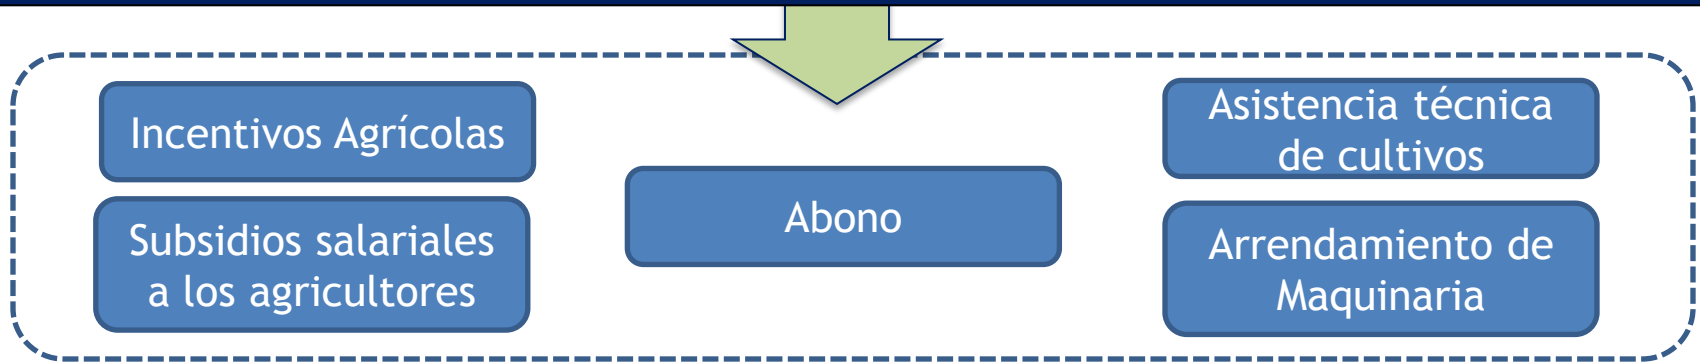 Incentivos Agrícolas
Subsidios salariales
a los agricultores
Abono
Asistencia técnica
de cultivos
Arrendamiento de
Maquinaria